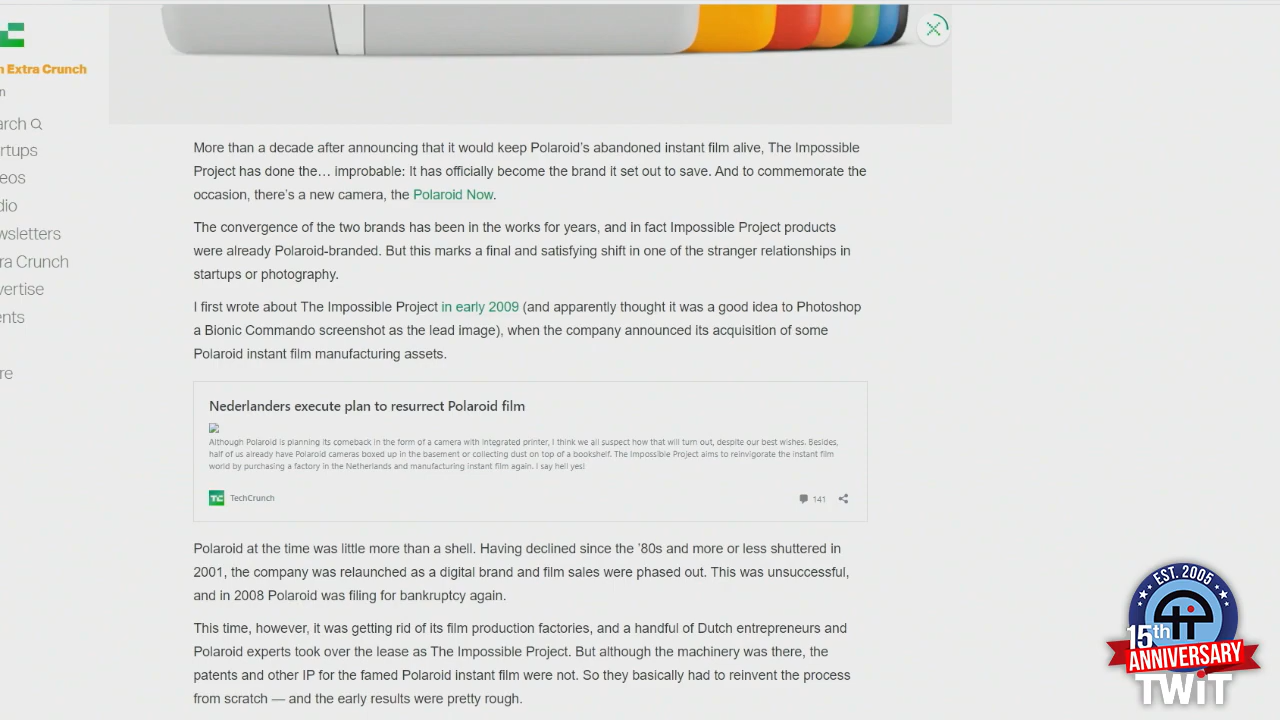 Extra Crunch
arch
rtups
eos
dio
wsletters
ra Crunch
vertise
ents
re
More than a decade after announcing that it would keep Polaroid's abandoned instant film alive, The Impossible
Project has done the… improbable: It has officially become the brand it set out to save. And to commemorate the
occasion, there's a new camera, the Polaroid Now.
The convergence of the two brands has been in the works for years, and in fact Impossible Project products
were already Polaroid-branded. But this marks a final and satisfying shift in one of the stranger relationships in
startups or photography.
I first wrote about The Impossible Project in early 2009 (and apparently thought it was a good idea to Photoshop
a Bionic Commando screenshot as the lead image), when the company announced its acquisition of some
Polaroid instant film manufacturing assets.
Nederlanders execute plan to resurrect Polaroid film
Although Polaroid is planning its comeback in the form of a camera with integrated printer, I think we all suspect how that will turn out, despite our best wishes. Besides,
half of us already have Polaroid cameras boxed up in the basement or collecting dust on top of a bookshelf. The Impossible Project aims to reinvigorate the instant film
world by purchasing a factory in the Netherlands and manufacturing instant film again. I say hell yes!
TC TechCrunch 141
Polaroid at the time was little more than a shell. Having declined since the '80s and more or less shuttered in
2001, the company was relaunched as a digital brand and film sales were phased out. This was unsuccessful,
and in 2008 Polaroid was filing for bankruptcy again.
This time, however, it was getting rid of its film production factories, and a handful of Dutch entrepreneurs and
Polaroid experts took over the lease as The Impossible Project. But although the machinery was there, the
patents and other IP for the famed Polaroid instant film were not. So they basically had to reinvent the process
from scratch — and the early results were pretty rough.
EST. 2005
15th
ANNIVERSARY
TWiT